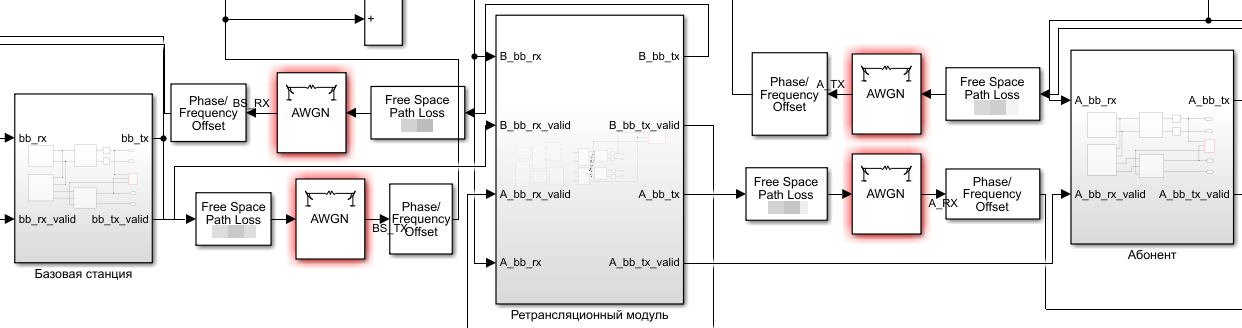 +
bb_rx
bb_tx
bb_rx_valid
bb_tx_valid
Базовая станция
Phase/
Frequency
Offset
BS_RX
AWGN
Free Space
Path Loss
Free Space
Path Loss
AWGN
BS_TX
Phase/
Frequency
Offset
B_bb_rx
B_bb_tx
B_bb_rx_valid
B_bb_tx_valid
A_bb_rx_valid
A_bb_tx
A_bb_rx
A_bb_tx_valid
Ретрансляционный модуль
Phase/
Frequency
Offset
A_TX
AWGN
Free Space
Path Loss
Free Space
Path Loss
AWGN
A_RX
Phase/
Frequency
Offset
A_bb_rx
A_bb_tx
A_bb_rx_valid
A_bb_tx_valid
Абонент